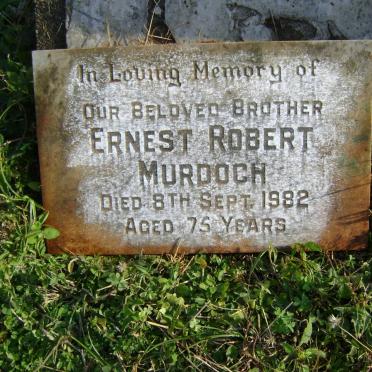 In Loving Memory of
Our Beloved Brother
Ernest Robert
Murdoch
Died 8th Sept. 1982
Aged 75 Years